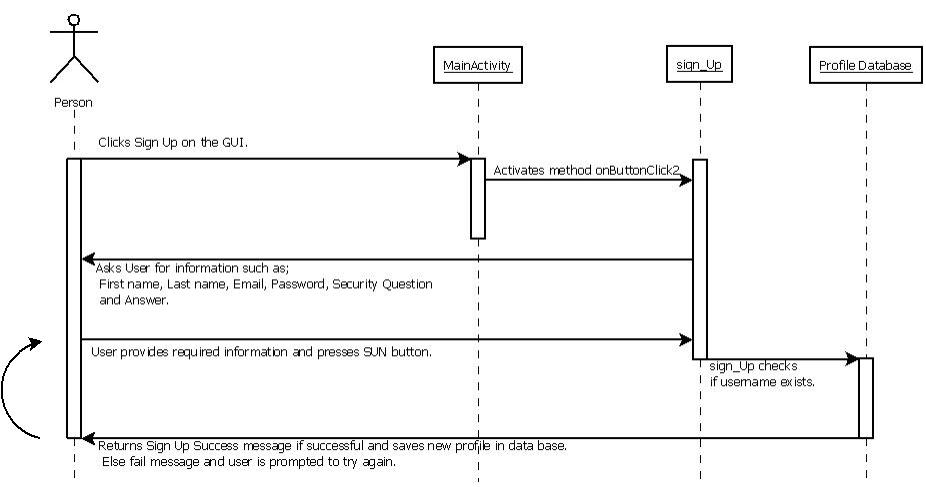 MainActivity
sign_Up
Profile Database
Person
Clicks Sign Up on the GUI.
Activates method onButtonClick2
Asks User for information such as;
First name, Last name, Email, Password, Security Question
and Answer.
User provides required information and presses SUN button.
sign_Up checks
if username exists.
Returns Sign Up Success message if successful and saves new profile in data base.
Else fail message and user is prompted to try again.